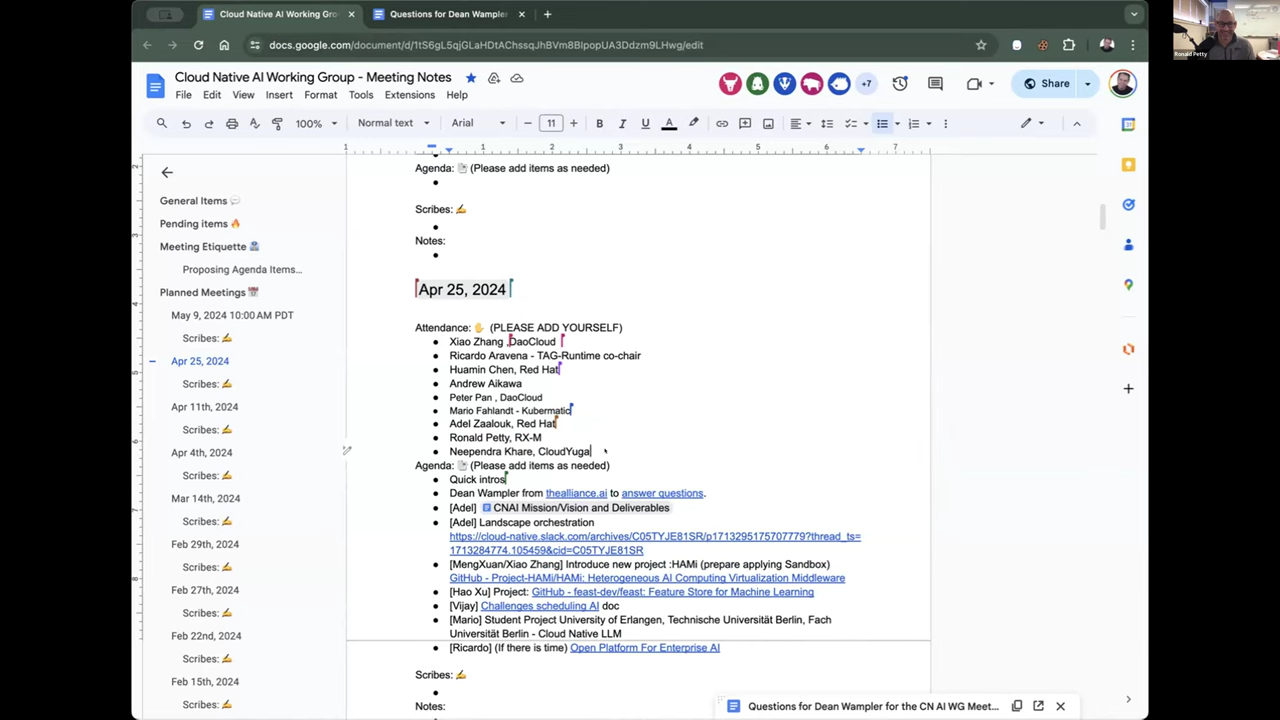 Cloud Native AI Working Gro
Questions for Dean Wampler
docs.google.com/document/d/1tS6gL5qjGLaHDtAChssqJhBVm8BlpopUA3Ddzm9LHwg/edit
Ronald Petty
Cloud Native AI Working Group - Meeting Notes
+7
Share
File Edit View Insert Format Tools Extensions Help
100% Normal text Arial 11 B I U A
1 1 2 3 4 5 6 7
General Items 💬
Pending items 🔥
Meeting Etiquette
Proposing Agenda Items...
Planned Meetings 📅
May 9, 2024 10:00 AM PDT
Scribes: ✍️
Apr 25, 2024
Scribes: ✍️
Apr 11th, 2024
Scribes: ✍️
Apr 4th, 2024
Scribes: ✍️
Mar 14th, 2024
Scribes: ✍️
Feb 29th, 2024
Scribes: ✍️
Feb 27th, 2024
Scribes: ✍️
Feb 22nd, 2024
Scribes: ✍️
Feb 15th, 2024
Scribes: ✍️
Agenda: (Please add items as needed)
Scribes: ✍️
Notes:
Apr 25, 2024
Attendance: ✋ (PLEASE ADD YOURSELF)
Xiao Zhang ,DaoCloud
Ricardo Aravena - TAG-Runtime co-chair
Huamin Chen, Red Hat
Andrew Aikawa
Peter Pan , DaoCloud
Mario Fahlandt - Kubermatic
Adel Zaalouk, Red Hat
Ronald Petty, RX-M
Neependra Khare, CloudYuga
Agenda: (Please add items as needed)
Quick intros
Dean Wampler from thealliance.ai to answer questions.
[Adel] CNAI Mission/Vision and Deliverables
[Adel] Landscape orchestration
https://cloud-native.slack.com/archives/C05TYJE81SR/p1713295175707779?thread_ts=
1713284774.105459&cid=C05TYJE81SR
[MengXuan/Xiao Zhang] Introduce new project :HAMi (prepare applying Sandbox)
GitHub - Project-HAMi/HAMi: Heterogeneous AI Computing Virtualization Middleware
[Hao Xu] Project: GitHub - feast-dev/feast: Feature Store for Machine Learning
[Vijay] Challenges scheduling AI doc
[Mario] Student Project University of Erlangen, Technische Universität Berlin, Fach
Universität Berlin - Cloud Native LLM
[Ricardo] (If there is time) Open Platform For Enterprise AI
Scribes: ✍️
Notes:
Questions for Dean Wampler for the CN AI WG Meet...